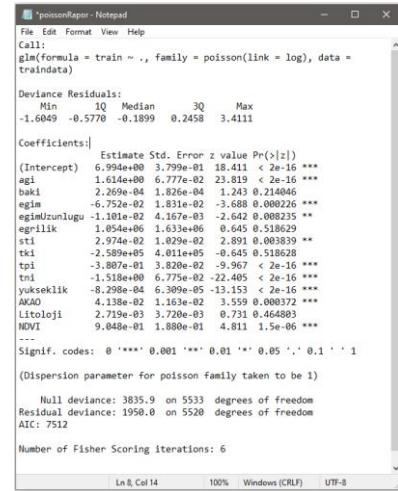 *poissonRapor - Notepad
File Edit Format View Help
Call:
glm(formula = train ~ ., family = poisson(link = log), data =
traindata)
Deviance Residuals:
Min 1Q Median 3Q Max
-1.6049 -0.5770 -0.1899 0.2458 3.4111
Coefficients:
Estimate Std. Error z value Pr(>|z|)
(Intercept) 6.994e+00 3.799e-01 18.411 < 2e-16 ***
agi 1.614e+00 6.777e-02 23.819 < 2e-16 ***
baki 2.269e-04 1.826e-04 1.243 0.214046
egim -6.752e-02 1.831e-02 -3.688 0.000226 ***
egimUzunlugu -1.101e-02 4.167e-03 -2.642 0.008235 **
egrilik 1.054e+06 1.633e+06 0.645 0.518629
sti 2.974e-02 1.029e-02 2.891 0.003839 **
tki -2.589e+05 4.011e+05 -0.645 0.518628
tpi -3.807e-01 3.820e-02 -9.967 < 2e-16 ***
tni -1.518e+00 6.775e-02 -22.405 < 2e-16 ***
yukseklik -8.298e-04 6.309e-05 -13.153 < 2e-16 ***
AKAO 4.138e-02 1.163e-02 3.559 0.000372 ***
Litoloji 2.719e-03 3.720e-03 0.731 0.464803
NDVI 9.048e-01 1.880e-01 4.811 1.5e-06 ***
---
Signif. codes: 0 '***' 0.001 '**' 0.01 '*' 0.05 '.' 0.1 ' ' 1
(Dispersion parameter for poisson family taken to be 1)
Null deviance: 3835.9 on 5533 degrees of freedom
Residual deviance: 1950.0 on 5520 degrees of freedom
AIC: 7512
Number of Fisher Scoring iterations: 6
Ln 8, Col 14 100% Windows (CRLF) UTF-8